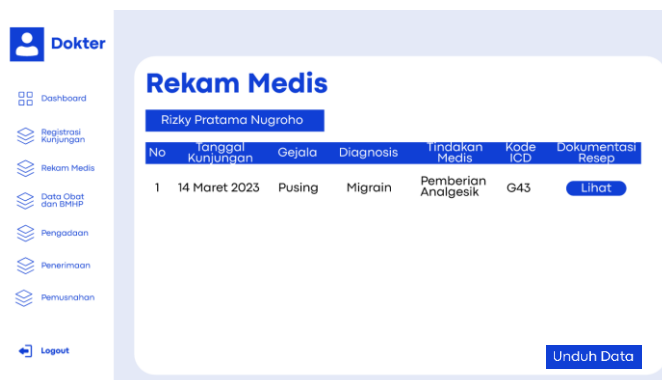 Dokter
Dashboard
Registrasi
Kunjungan
Rekam Medis
Data Obat
dan BMHP
Pengadaan
Penerimaan
Pemusnahan
Logout
Rekam Medis
Rizky Pratama Nugroho
No
Tanggal
Kunjungan
Gejala
Diagnosis
Tindakan
Medis
Kode
ICD
Dokumentasi
Resep
1
14 Maret 2023
Pusing
Migrain
Pemberian
Analgesik
G43
Lihat
Unduh Data